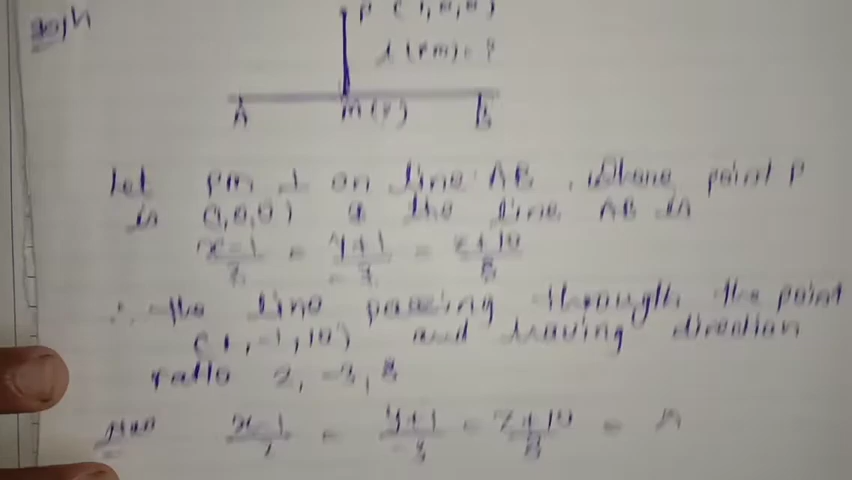 Soln
P (1,0,0)
l(PM) = P
A M(r) B
Let PM ⊥ on line AB, where point P
is (1,0,0) & the line AB is
x-1/2 = y+1/-3 = z+10/8
∴ the line passing through the point
(1,-1,10) and having direction
ratio 2, -3, 8
Now x-1/2 = y+1/-3 = z+10/8 =